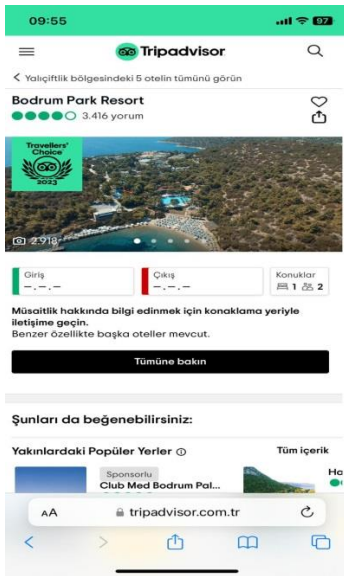 09:55
97
Tripadvisor
Yalıçiftlik bölgesindeki 5 otelin tümünü görün
Bodrum Park Resort
3.416 yorum
Travellers'
Choice
2023
2.918
Giriş
Çıkış
Konuklar
–.–.–
–.–.–
1 2
Müsaitlik hakkında bilgi edinmek için konaklama yeriyle
iletişime geçin.
Benzer özellikte başka oteller mevcut.
Tümüne bakın
Şunları da beğenebilirsiniz:
Yakınlardaki Popüler Yerler
Tüm içerik
Sponsorlu
Club Med Bodrum Pal...
Ha
AA
tripadvisor.com.tr